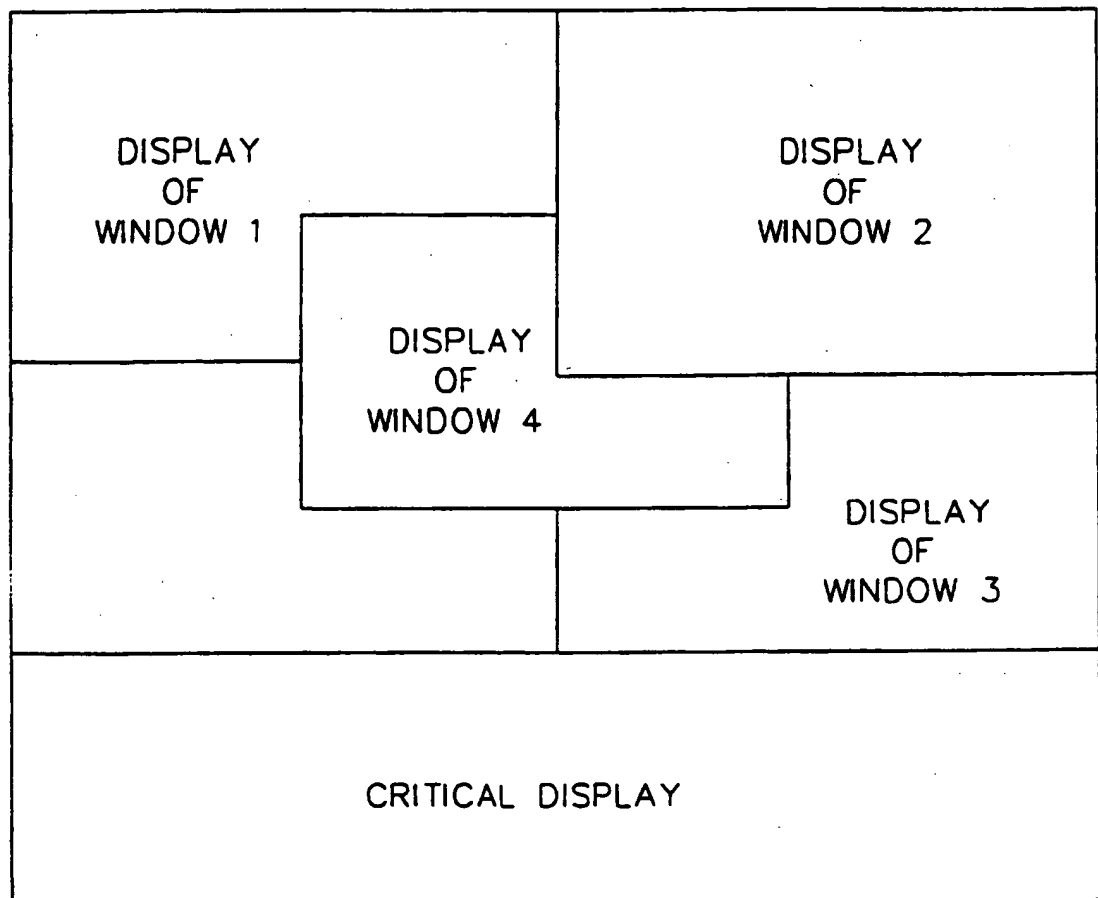 DISPLAY
OF
WINDOW 1
DISPLAY
OF
WINDOW 2
DISPLAY
OF
WINDOW 4
DISPLAY
OF
WINDOW 3
CRITICAL DISPLAY